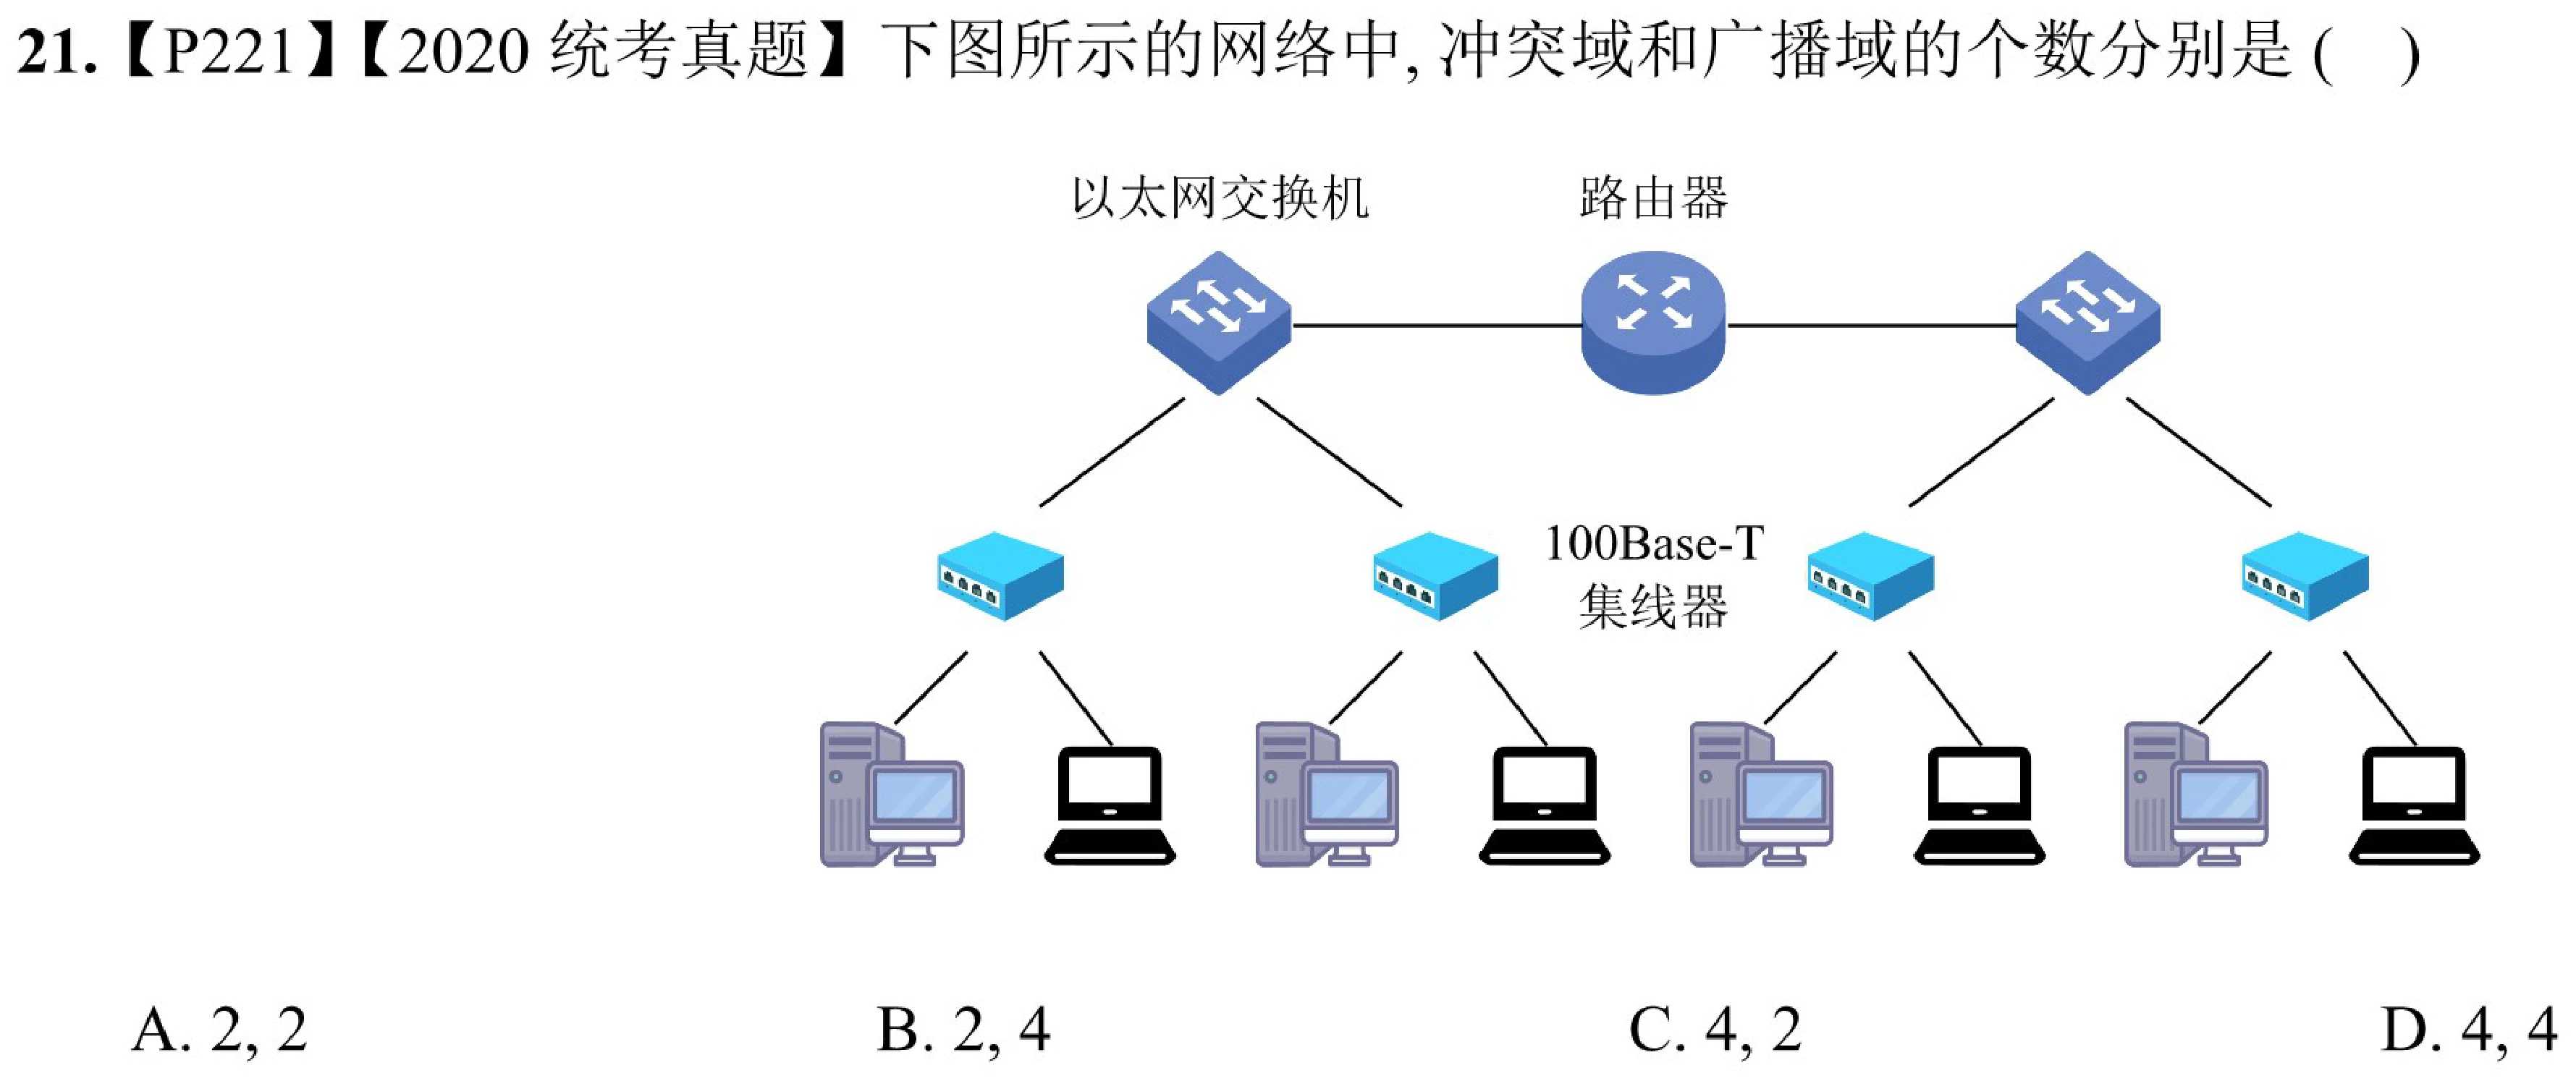 21.【P221】【2020 统考真题】下图所示的网络中, 冲突域和广播域的个数分别是 (   )
以太网交换机 路由器
100Base-T
集线器
A. 2, 2 B. 2, 4 C. 4, 2 D. 4, 4